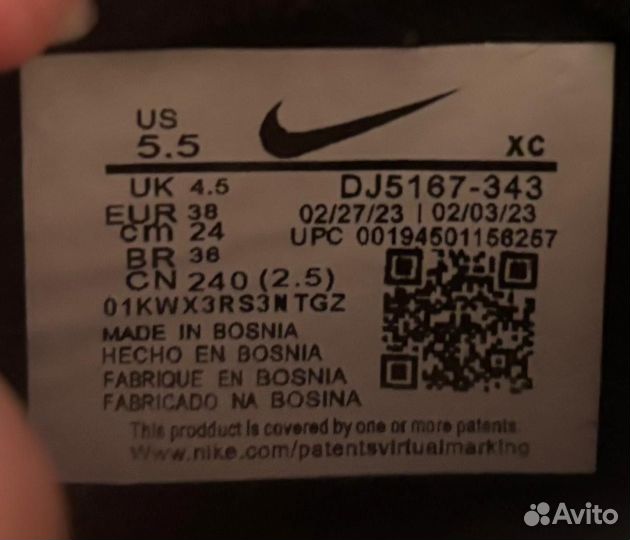 US
5.5
XC
UK 4.5
DJ5167-343
EUR 38
02/27/23 | 02/03/23
cm 24
UPC 00194501156257
BR 36
CN 240 (2.5)
01KWX3RS3NTGZ
MADE IN BOSNIA
HECHO EN BOSNIA
FABRIQUE EN BOSNIA
FABRICADO NA BOSINA
This prodduct is covered by one or more patents.
Www.nike.com/patentsvirtualmarking
Avito